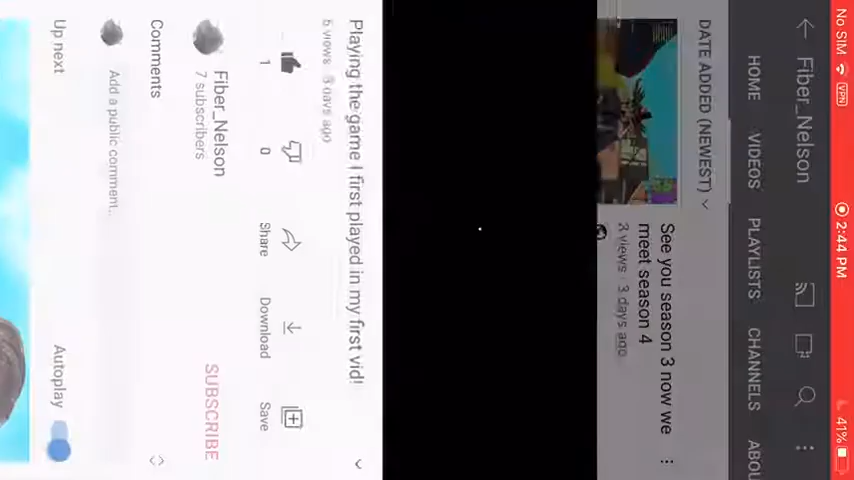 No SIM VPN 2:44 PM 41%
Fiber_Nelson
HOME VIDEOS PLAYLISTS CHANNELS ABOU
DATE ADDED (NEWEST)
See you season 3 now we
meet season 4
3 views · 3 days ago
Playing the game I first played in my first vid!
5 views · 3 days ago
1 0 Share Download Save
Fiber_Nelson
7 subscribers
SUBSCRIBE
Comments
Add a public comment...
Up next Autoplay